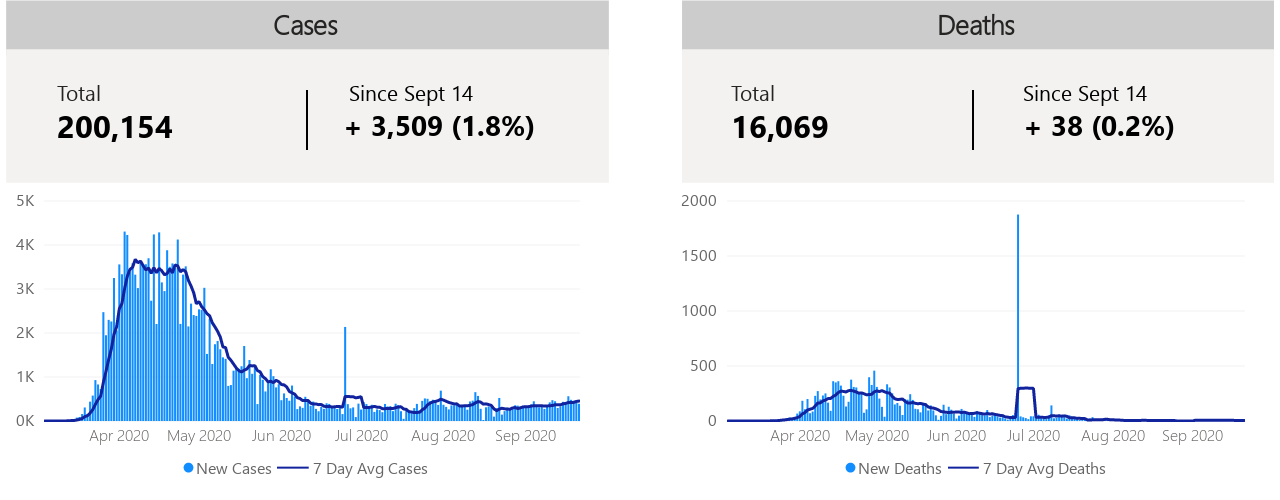 Cases
Total
200,154
Since Sept 14
+ 3,509 (1.8%)
5K
4K
3K
2K
1K
0K
Apr 2020 May 2020 Jun 2020 Jul 2020 Aug 2020 Sep 2020
New Cases 7 Day Avg Cases
Deaths
Total
16,069
Since Sept 14
+ 38 (0.2%)
2000
1500
1000
500
0
Apr 2020 May 2020 Jun 2020 Jul 2020 Aug 2020 Sep 2020
New Deaths 7 Day Avg Deaths